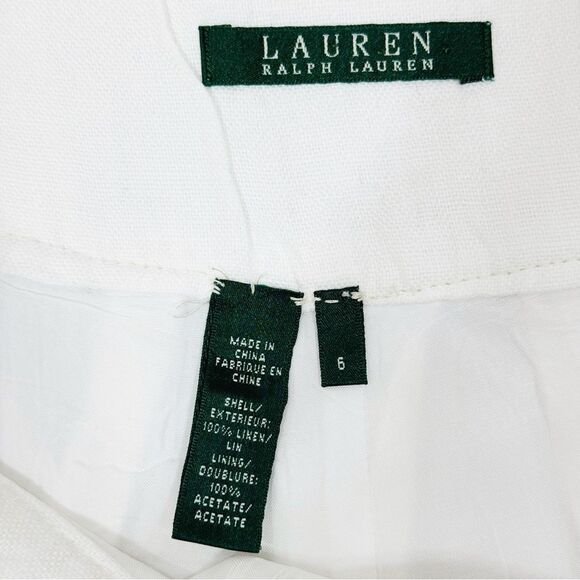 LAUREN
RALPH LAUREN
MADE IN
CHINA
FABRIQUE EN
CHINE
SHELL/
EXTERIEUR:
100% LINEN/
LIN
LINING/
DOUBLURE:
100%
ACETATE/
ACETATE
6